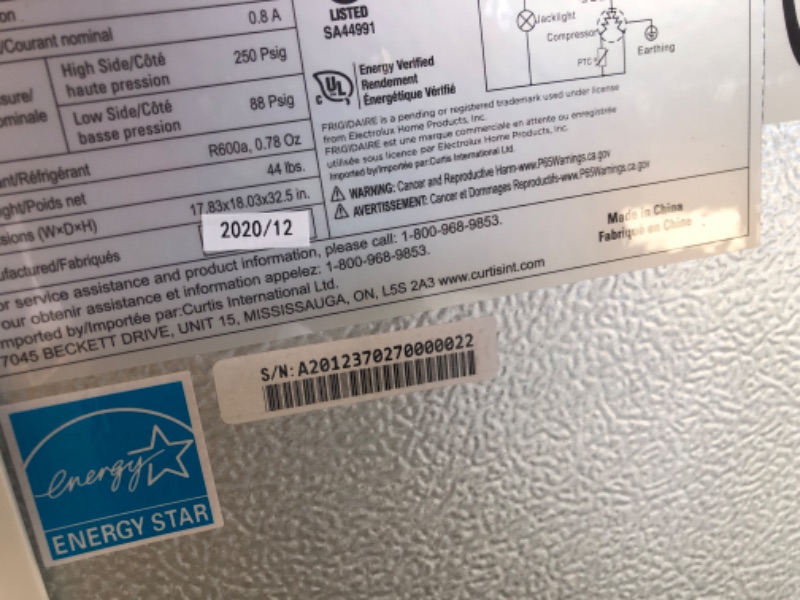 on
0.8 A
/Courant nominal
High Side/Côté
haute pression
250 Psig
sure/
ominale
Low Side/Côté
basse pression
88 Psig
R600a, 0.78 Oz
ant/Réfrigérant
44 lbs.
ght/Poids net
17.83x18.03x32.5 in.
sions (W×D×H)
2020/12
ufactured/Fabriqués
LISTED
SA44991
Jacklight
Compressor
PTC
Earthing
UL
C
Energy Verified
Rendement
Énergétique Vérifié
FRIGIDAIRE is a pending or registered trademark used under license
from Electrolux Home Products, Inc.
FRIGIDAIRE est une marque commerciale en attente ou enregistrée
utilisée sous licence par Electrolux Home Products, Inc.
Imported by/Importée par:Curtis International Ltd.
WARNING: Cancer and Reproductive Harm-www.P65Warnings.ca.gov
AVERTISSEMENT: Cancer et Dommages Reproductifs-www.P65Warnings.ca.gov
or service assistance and product information, please call: 1-800-968-9853.
our obtenir assistance et information appelez: 1-800-968-9853.
mported by/Importée par:Curtis International Ltd.
7045 BECKETT DRIVE, UNIT 15, MISSISSAUGA, ON, L5S 2A3 www.curtisint.com
Made in China
Fabriqué en Chine
S/N: A2012370270000022
energy
ENERGY STAR